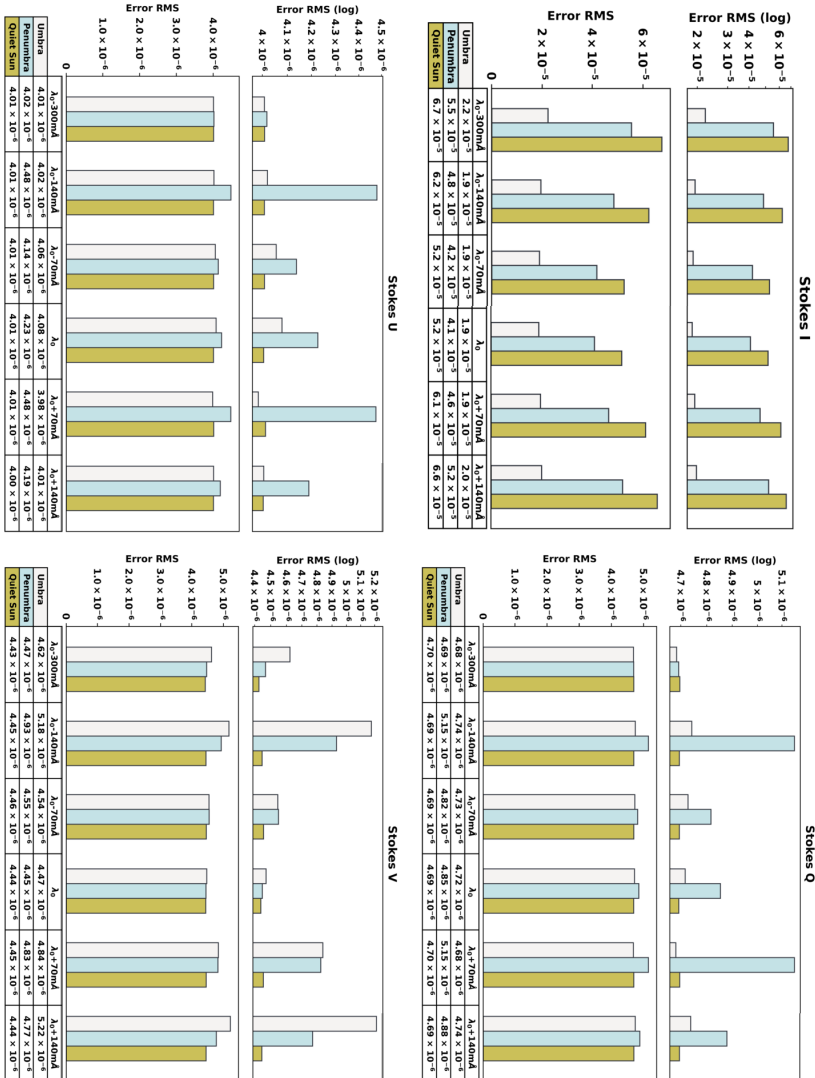 Stokes I
Error RMS (log)
6 × 10⁻⁵
4 × 10⁻⁵
3 × 10⁻⁵
2 × 10⁻⁵
Error RMS
6 × 10⁻⁵
4 × 10⁻⁵
2 × 10⁻⁵
0
λ₀-300mÅ λ₀-140mÅ λ₀-70mÅ λ₀ λ₀+70mÅ λ₀+140mÅ
Umbra 2.2 × 10⁻⁵ 1.9 × 10⁻⁵ 1.9 × 10⁻⁵ 1.9 × 10⁻⁵ 1.9 × 10⁻⁵ 2.0 × 10⁻⁵
Penumbra 5.5 × 10⁻⁵ 4.8 × 10⁻⁵ 4.2 × 10⁻⁵ 4.1 × 10⁻⁵ 4.6 × 10⁻⁵ 5.2 × 10⁻⁵
Quiet Sun 6.7 × 10⁻⁵ 6.2 × 10⁻⁵ 5.2 × 10⁻⁵ 5.2 × 10⁻⁵ 6.1 × 10⁻⁵ 6.6 × 10⁻⁵
Stokes Q
Error RMS (log)
5.1 × 10⁻⁶
5 × 10⁻⁶
4.9 × 10⁻⁶
4.8 × 10⁻⁶
4.7 × 10⁻⁶
Error RMS
5.0 × 10⁻⁶
4.0 × 10⁻⁶
3.0 × 10⁻⁶
2.0 × 10⁻⁶
1.0 × 10⁻⁶
0
λ₀-300mÅ λ₀-140mÅ λ₀-70mÅ λ₀ λ₀+70mÅ λ₀+140mÅ
Umbra 4.68 × 10⁻⁶ 4.74 × 10⁻⁶ 4.73 × 10⁻⁶ 4.72 × 10⁻⁶ 4.68 × 10⁻⁶ 4.74 × 10⁻⁶
Penumbra 4.69 × 10⁻⁶ 5.15 × 10⁻⁶ 4.82 × 10⁻⁶ 4.85 × 10⁻⁶ 5.15 × 10⁻⁶ 4.88 × 10⁻⁶
Quiet Sun 4.70 × 10⁻⁶ 4.69 × 10⁻⁶ 4.69 × 10⁻⁶ 4.69 × 10⁻⁶ 4.70 × 10⁻⁶ 4.69 × 10⁻⁶
Stokes U
Error RMS (log)
4.5 × 10⁻⁶
4.4 × 10⁻⁶
4.3 × 10⁻⁶
4.2 × 10⁻⁶
4.1 × 10⁻⁶
4 × 10⁻⁶
Error RMS
4.0 × 10⁻⁶
3.0 × 10⁻⁶
2.0 × 10⁻⁶
1.0 × 10⁻⁶
0
λ₀-300mÅ λ₀-140mÅ λ₀-70mÅ λ₀ λ₀+70mÅ λ₀+140mÅ
Umbra 4.01 × 10⁻⁶ 4.02 × 10⁻⁶ 4.06 × 10⁻⁶ 4.08 × 10⁻⁶ 3.98 × 10⁻⁶ 4.01 × 10⁻⁶
Penumbra 4.02 × 10⁻⁶ 4.48 × 10⁻⁶ 4.14 × 10⁻⁶ 4.23 × 10⁻⁶ 4.48 × 10⁻⁶ 4.19 × 10⁻⁶
Quiet Sun 4.01 × 10⁻⁶ 4.01 × 10⁻⁶ 4.01 × 10⁻⁶ 4.01 × 10⁻⁶ 4.01 × 10⁻⁶ 4.00 × 10⁻⁶
Stokes V
Error RMS (log)
5.2 × 10⁻⁶
5.1 × 10⁻⁶
5 × 10⁻⁶
4.9 × 10⁻⁶
4.8 × 10⁻⁶
4.7 × 10⁻⁶
4.6 × 10⁻⁶
4.5 × 10⁻⁶
4.4 × 10⁻⁶
Error RMS
5.0 × 10⁻⁶
4.0 × 10⁻⁶
3.0 × 10⁻⁶
2.0 × 10⁻⁶
1.0 × 10⁻⁶
0
λ₀-300mÅ λ₀-140mÅ λ₀-70mÅ λ₀ λ₀+70mÅ λ₀+140mÅ
Umbra 4.62 × 10⁻⁶ 5.18 × 10⁻⁶ 4.54 × 10⁻⁶ 4.47 × 10⁻⁶ 4.84 × 10⁻⁶ 5.22 × 10⁻⁶
Penumbra 4.47 × 10⁻⁶ 4.93 × 10⁻⁶ 4.55 × 10⁻⁶ 4.45 × 10⁻⁶ 4.83 × 10⁻⁶ 4.77 × 10⁻⁶
Quiet Sun 4.43 × 10⁻⁶ 4.45 × 10⁻⁶ 4.46 × 10⁻⁶ 4.44 × 10⁻⁶ 4.45 × 10⁻⁶ 4.44 × 10⁻⁶